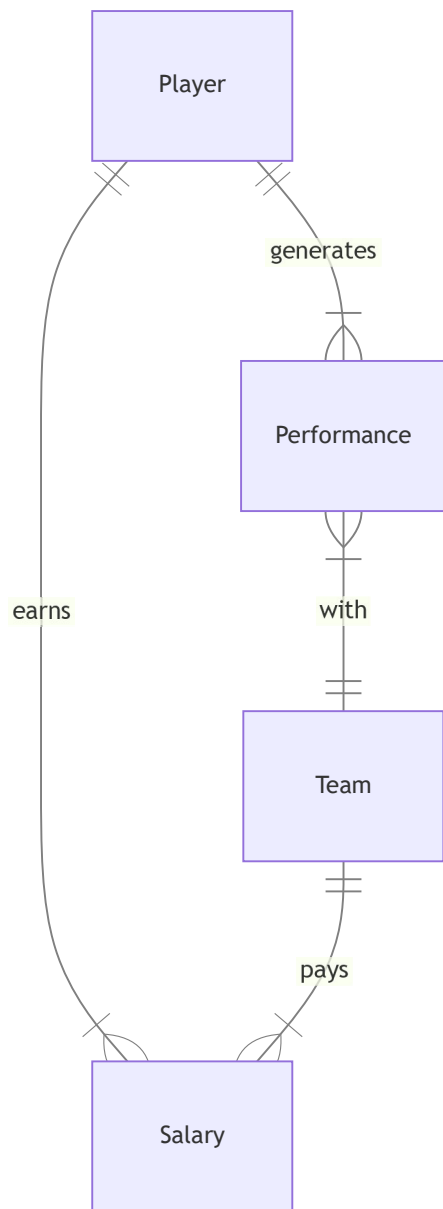 Player
generates
Performance
earns
with
Team
pays
Salary